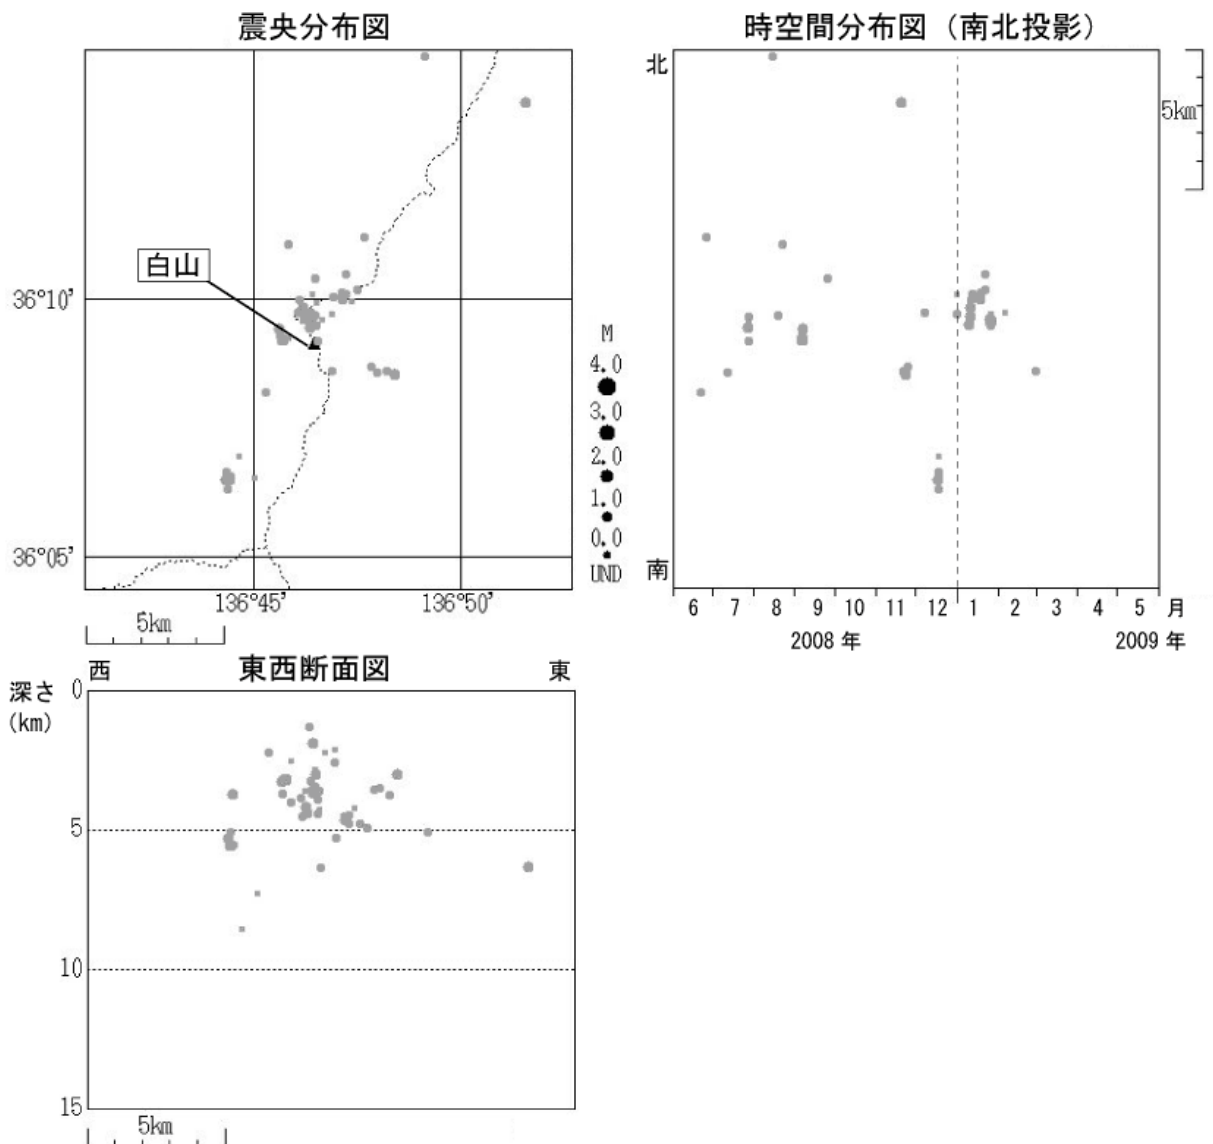 震央分布図
白山
36°10'
36°05'
136°45'
136°50'
5km
M
4.0
3.0
2.0
1.0
0.0
UND
時空間分布図（南北投影）
北
南
5km
6 7 8 9 10 11 12 1 2 3 4 5 月
2008 年
2009 年
東西断面図
西
東
深さ
(km)
0
5
10
15
5km